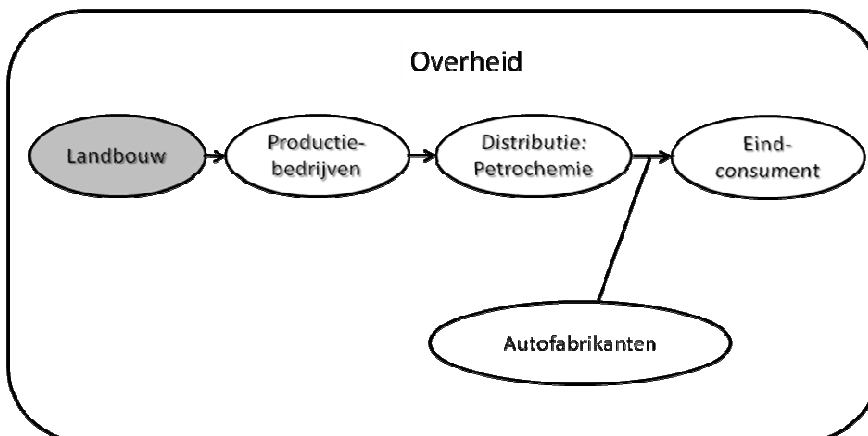 Overheid
Landbouw
Productie-
bedrijven
Distributie:
Petrochemie
Eind-
consument
Autofabrikanten